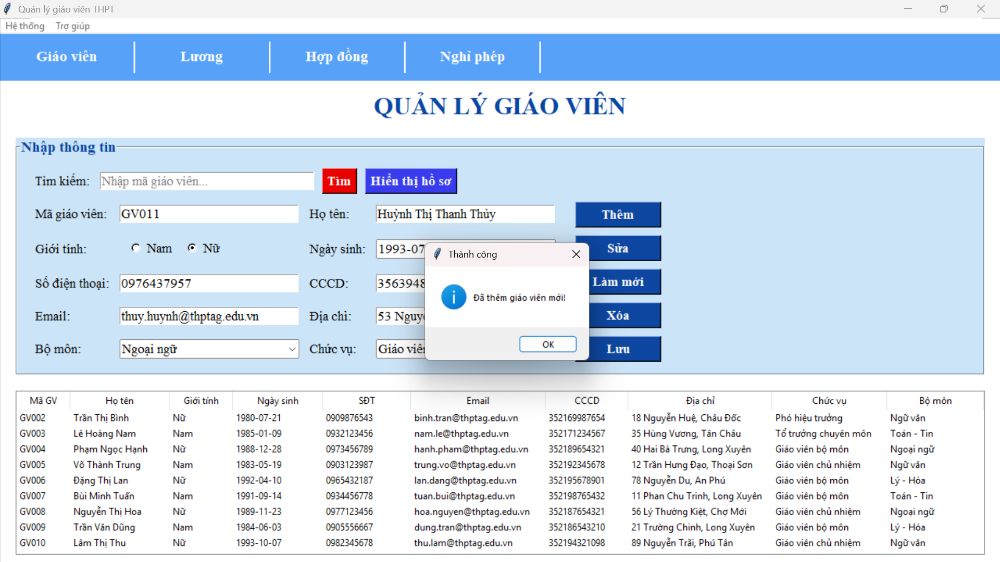 Quản lý giáo viên THPT
Hệ thống Trợ giúp
Giáo viên Lương Hợp đồng Nghỉ phép
QUẢN LÝ GIÁO VIÊN
Nhập thông tin
Tìm kiếm: Nhập mã giáo viên... Tìm Hiển thị hồ sơ
Mã giáo viên: GV011 Họ tên: Huỳnh Thị Thanh Thủy Thêm
Giới tính: Nam Nữ Ngày sinh: 1993-07 Sửa
Số điện thoại: 0976437957 CCCD: 3563948 Làm mới
Email: thuy.huynh@thptag.edu.vn Địa chỉ: 53 Nguyễ Xóa
Bộ môn: Ngoại ngữ Chức vụ: Giáo viên Lưu
Thành công
Đã thêm giáo viên mới!
OK
Mã GV Họ tên Giới tính Ngày sinh SĐT Email CCCD Địa chỉ Chức vụ Bộ môn
GV002 Trần Thị Bình Nữ 1980-07-21 0909876543 binh.tran@thptag.edu.vn 352169987654 18 Nguyễn Huệ, Châu Đốc Phó hiệu trưởng Ngữ văn
GV003 Lê Hoàng Nam Nam 1985-01-09 0932123456 nam.le@thptag.edu.vn 352171234567 35 Hùng Vương, Tân Châu Tổ trưởng chuyên môn Toán - Tin
GV004 Phạm Ngọc Hạnh Nữ 1988-12-28 0973456789 hanh.pham@thptag.edu.vn 352189654321 40 Hai Bà Trưng, Long Xuyên Giáo viên bộ môn Ngoại ngữ
GV005 Võ Thành Trung Nam 1983-05-19 0903123987 trung.vo@thptag.edu.vn 352192345678 12 Trần Hưng Đạo, Thoại Sơn Giáo viên chủ nhiệm Ngữ văn
GV006 Đặng Thị Lan Nữ 1992-04-10 0965432187 lan.dang@thptag.edu.vn 352195678901 78 Nguyễn Du, An Phú Giáo viên bộ môn Lý - Hóa
GV007 Bùi Minh Tuấn Nam 1991-09-14 0934456778 tuan.bui@thptag.edu.vn 352198765432 11 Phan Chu Trinh, Long Xuyên Giáo viên bộ môn Toán - Tin
GV008 Nguyễn Thị Hoa Nữ 1989-11-23 0977123456 hoa.nguyen@thptag.edu.vn 352187654321 56 Lý Thường Kiệt, Chợ Mới Giáo viên chủ nhiệm Ngoại ngữ
GV009 Trần Văn Dũng Nam 1984-06-03 0905556667 dung.tran@thptag.edu.vn 352186543210 21 Trường Chinh, Long Xuyên Giáo viên bộ môn Lý - Hóa
GV010 Lâm Thị Thu Nữ 1993-10-07 0982345678 thu.lam@thptag.edu.vn 352194321098 89 Nguyễn Trãi, Phú Tân Giáo viên chủ nhiệm Ngữ văn